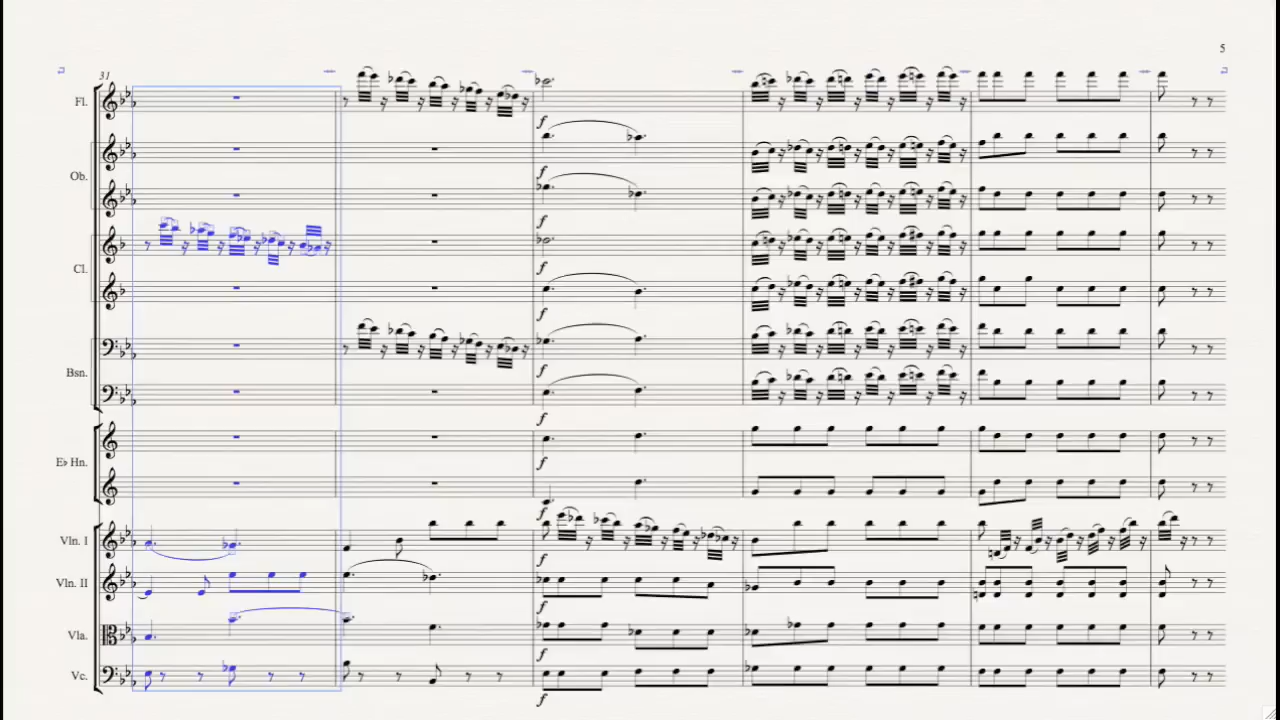 5
31
Fl.
f
Ob.
f
f
Cl.
f
f
Bsn.
f
f
E♭ Hn.
f
f
Vln. I
f
Vln. II
f
Vla.
f
Vc.
f